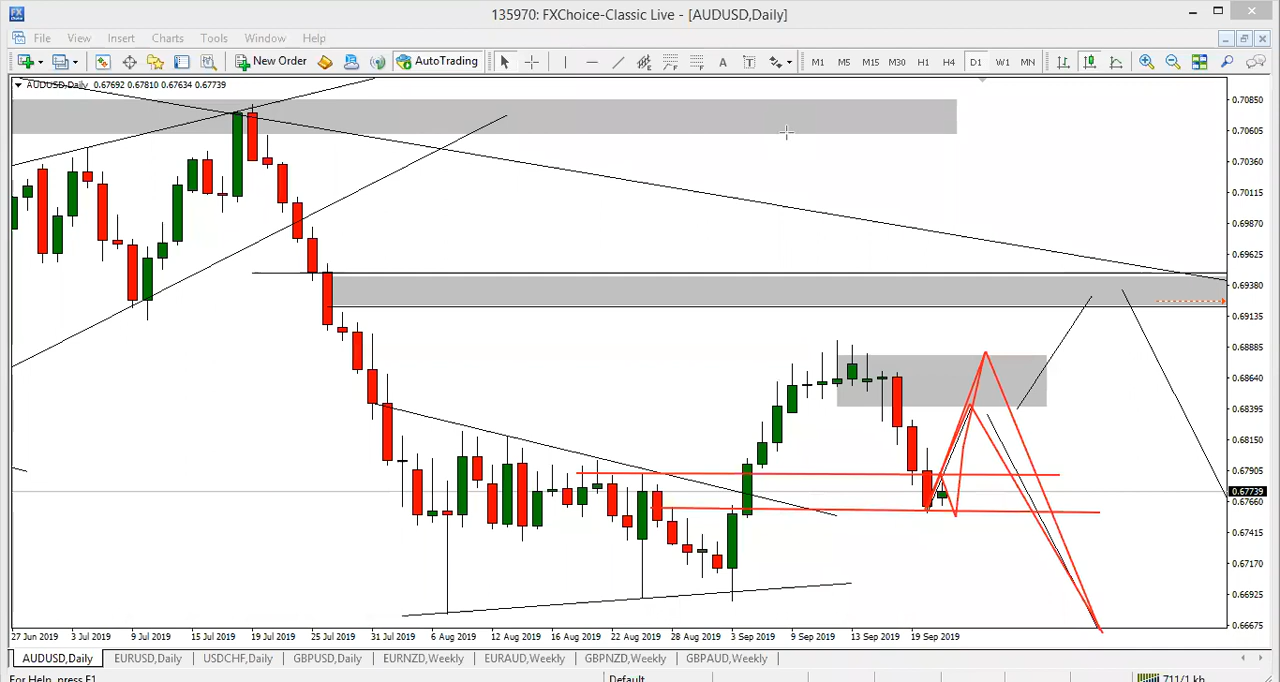 135970: FXChoice-Classic Live - [AUDUSD,Daily]
File View Insert Charts Tools Window Help
New Order AutoTrading A T M1 M5 M15 M30 H1 H4 D1 W1 MN
AUDUSD,Daily 0.67692 0.67810 0.67634 0.67739
0.70850
0.70605
0.70360
0.70115
0.69870
0.69625
0.69380
0.69135
0.68885
0.68640
0.68395
0.68150
0.67905
0.67739
0.67660
0.67415
0.67170
0.66925
0.66675
27 Jun 2019 3 Jul 2019 9 Jul 2019 15 Jul 2019 19 Jul 2019 25 Jul 2019 31 Jul 2019 6 Aug 2019 12 Aug 2019 16 Aug 2019 22 Aug 2019 28 Aug 2019 3 Sep 2019 9 Sep 2019 13 Sep 2019 19 Sep 2019
AUDUSD,Daily EURUSD,Daily USDCHF,Daily GBPUSD,Daily EURNZD,Weekly EURAUD,Weekly GBPNZD,Weekly GBPAUD,Weekly
For Help, press F1 Default 711/1 kb